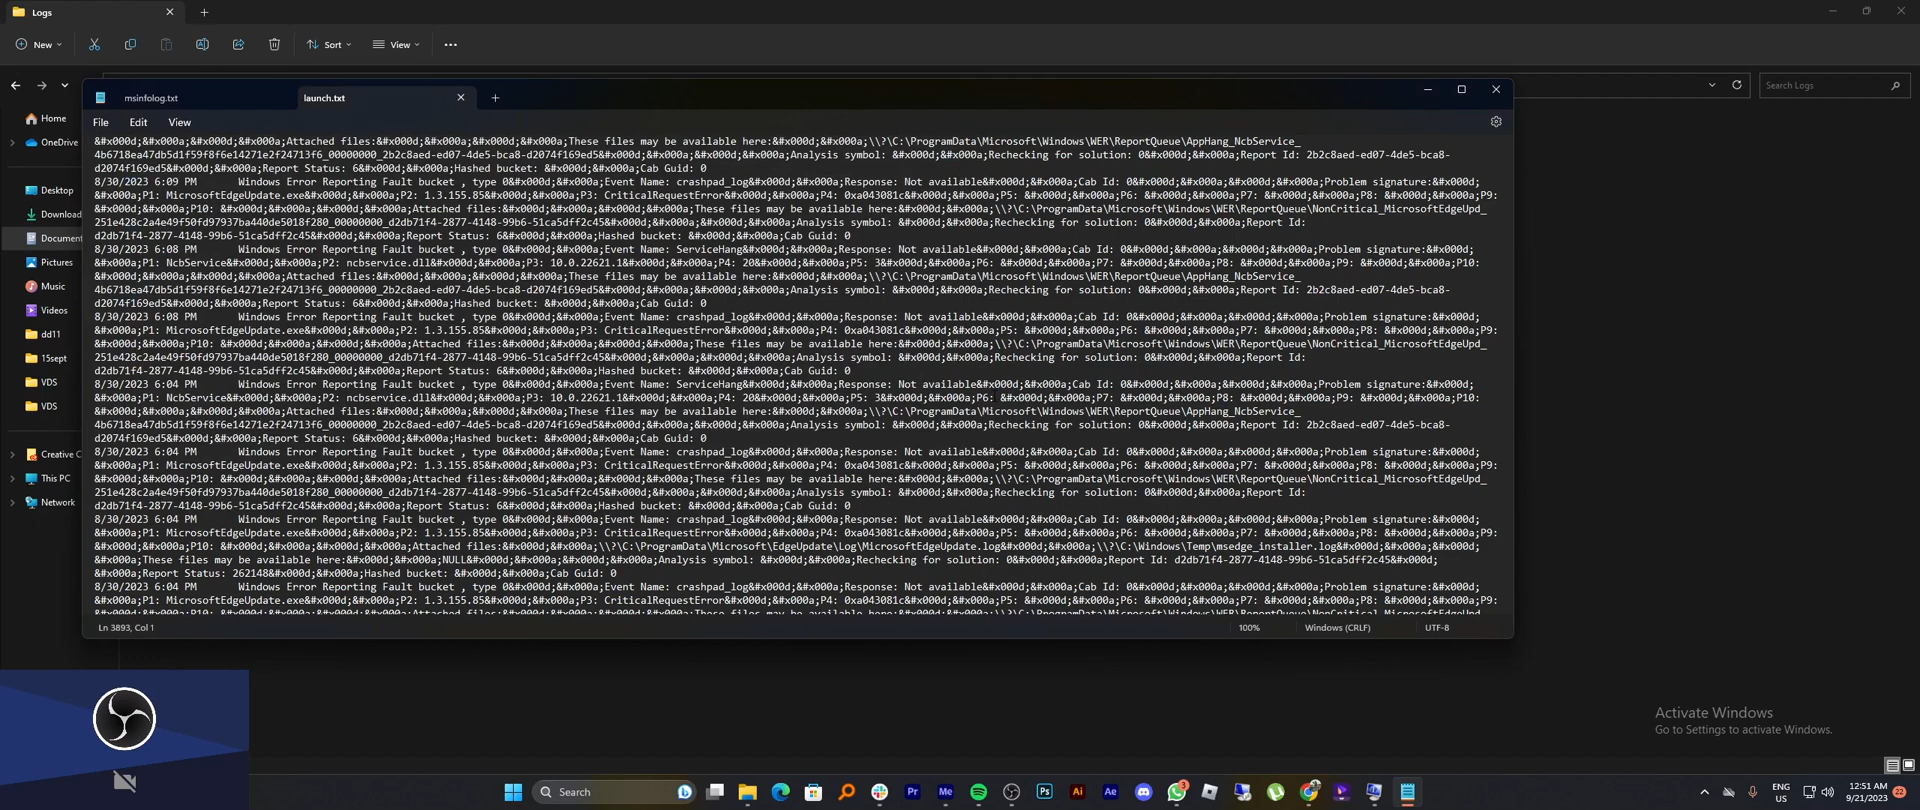 Logs
New
Sort
View
Search Logs
msinfolog.txt
launch.txt
File
Edit
View
&#x000d;&#x000a;&#x000d;&#x000a;Attached files:&#x000d;&#x000a;&#x000d;&#x000a;These files may be available here:&#x000d;&#x000a;\\?\C:\ProgramData\Microsoft\Windows\WER\ReportQueue\AppHang_NcbService_
4b6718ea47db5d1f59f8f6e14271e2f24713f6_00000000_2b2c8aed-ed07-4de5-bca8-d2074f169ed5&#x000d;&#x000a;&#x000d;&#x000a;Analysis symbol: &#x000d;&#x000a;Rechecking for solution: 0&#x000d;&#x000a;Report Id: 2b2c8aed-ed07-4de5-bca8-
d2074f169ed5&#x000d;&#x000a;Report Status: 6&#x000d;&#x000a;Hashed bucket: &#x000d;&#x000a;Cab Guid: 0
8/30/2023 6:09 PM Windows Error Reporting Fault bucket , type 0&#x000d;&#x000a;Event Name: crashpad_log&#x000d;&#x000a;Response: Not available&#x000d;&#x000a;Cab Id: 0&#x000d;&#x000a;&#x000d;&#x000a;Problem signature:&#x000d;
&#x000a;P1: MicrosoftEdgeUpdate.exe&#x000d;&#x000a;P2: 1.3.155.85&#x000d;&#x000a;P3: CriticalRequestError&#x000d;&#x000a;P4: 0xa043081c&#x000d;&#x000a;P5: &#x000d;&#x000a;P6: &#x000d;&#x000a;P7: &#x000d;&#x000a;P8: &#x000d;&#x000a;P9:
&#x000d;&#x000a;P10: &#x000d;&#x000a;&#x000d;&#x000a;Attached files:&#x000d;&#x000a;&#x000d;&#x000a;These files may be available here:&#x000d;&#x000a;\\?\C:\ProgramData\Microsoft\Windows\WER\ReportQueue\NonCritical_MicrosoftEdgeUpd_
251e428c2a4e49f50fd97937ba440de5018f280_00000000_d2db71f4-2877-4148-99b6-51ca5dff2c45&#x000d;&#x000a;&#x000d;&#x000a;Analysis symbol: &#x000d;&#x000a;Rechecking for solution: 0&#x000d;&#x000a;Report Id:
d2db71f4-2877-4148-99b6-51ca5dff2c45&#x000d;&#x000a;Report Status: 6&#x000d;&#x000a;Hashed bucket: &#x000d;&#x000a;Cab Guid: 0
8/30/2023 6:08 PM Windows Error Reporting Fault bucket , type 0&#x000d;&#x000a;Event Name: ServiceHang&#x000d;&#x000a;Response: Not available&#x000d;&#x000a;Cab Id: 0&#x000d;&#x000a;&#x000d;&#x000a;Problem signature:&#x000d;
&#x000a;P1: NcbService&#x000d;&#x000a;P2: ncbservice.dll&#x000d;&#x000a;P3: 10.0.22621.1&#x000d;&#x000a;P4: 20&#x000d;&#x000a;P5: 3&#x000d;&#x000a;P6: &#x000d;&#x000a;P7: &#x000d;&#x000a;P8: &#x000d;&#x000a;P9: &#x000d;&#x000a;P10:
&#x000d;&#x000a;&#x000d;&#x000a;Attached files:&#x000d;&#x000a;&#x000d;&#x000a;These files may be available here:&#x000d;&#x000a;\\?\C:\ProgramData\Microsoft\Windows\WER\ReportQueue\AppHang_NcbService_
4b6718ea47db5d1f59f8f6e14271e2f24713f6_00000000_2b2c8aed-ed07-4de5-bca8-d2074f169ed5&#x000d;&#x000a;&#x000d;&#x000a;Analysis symbol: &#x000d;&#x000a;Rechecking for solution: 0&#x000d;&#x000a;Report Id: 2b2c8aed-ed07-4de5-bca8-
d2074f169ed5&#x000d;&#x000a;Report Status: 6&#x000d;&#x000a;Hashed bucket: &#x000d;&#x000a;Cab Guid: 0
8/30/2023 6:08 PM Windows Error Reporting Fault bucket , type 0&#x000d;&#x000a;Event Name: crashpad_log&#x000d;&#x000a;Response: Not available&#x000d;&#x000a;Cab Id: 0&#x000d;&#x000a;&#x000d;&#x000a;Problem signature:&#x000d;
&#x000a;P1: MicrosoftEdgeUpdate.exe&#x000d;&#x000a;P2: 1.3.155.85&#x000d;&#x000a;P3: CriticalRequestError&#x000d;&#x000a;P4: 0xa043081c&#x000d;&#x000a;P5: &#x000d;&#x000a;P6: &#x000d;&#x000a;P7: &#x000d;&#x000a;P8: &#x000d;&#x000a;P9:
&#x000d;&#x000a;P10: &#x000d;&#x000a;&#x000d;&#x000a;Attached files:&#x000d;&#x000a;&#x000d;&#x000a;These files may be available here:&#x000d;&#x000a;\\?\C:\ProgramData\Microsoft\Windows\WER\ReportQueue\NonCritical_MicrosoftEdgeUpd_
251e428c2a4e49f50fd97937ba440de5018f280_00000000_d2db71f4-2877-4148-99b6-51ca5dff2c45&#x000d;&#x000a;&#x000d;&#x000a;Analysis symbol: &#x000d;&#x000a;Rechecking for solution: 0&#x000d;&#x000a;Report Id:
d2db71f4-2877-4148-99b6-51ca5dff2c45&#x000d;&#x000a;Report Status: 6&#x000d;&#x000a;Hashed bucket: &#x000d;&#x000a;Cab Guid: 0
8/30/2023 6:04 PM Windows Error Reporting Fault bucket , type 0&#x000d;&#x000a;Event Name: ServiceHang&#x000d;&#x000a;Response: Not available&#x000d;&#x000a;Cab Id: 0&#x000d;&#x000a;&#x000d;&#x000a;Problem signature:&#x000d;
&#x000a;P1: NcbService&#x000d;&#x000a;P2: ncbservice.dll&#x000d;&#x000a;P3: 10.0.22621.1&#x000d;&#x000a;P4: 20&#x000d;&#x000a;P5: 3&#x000d;&#x000a;P6: &#x000d;&#x000a;P7: &#x000d;&#x000a;P8: &#x000d;&#x000a;P9: &#x000d;&#x000a;P10:
&#x000d;&#x000a;&#x000d;&#x000a;Attached files:&#x000d;&#x000a;&#x000d;&#x000a;These files may be available here:&#x000d;&#x000a;\\?\C:\ProgramData\Microsoft\Windows\WER\ReportQueue\AppHang_NcbService_
4b6718ea47db5d1f59f8f6e14271e2f24713f6_00000000_2b2c8aed-ed07-4de5-bca8-d2074f169ed5&#x000d;&#x000a;&#x000d;&#x000a;Analysis symbol: &#x000d;&#x000a;Rechecking for solution: 0&#x000d;&#x000a;Report Id: 2b2c8aed-ed07-4de5-bca8-
d2074f169ed5&#x000d;&#x000a;Report Status: 6&#x000d;&#x000a;Hashed bucket: &#x000d;&#x000a;Cab Guid: 0
8/30/2023 6:04 PM Windows Error Reporting Fault bucket , type 0&#x000d;&#x000a;Event Name: crashpad_log&#x000d;&#x000a;Response: Not available&#x000d;&#x000a;Cab Id: 0&#x000d;&#x000a;&#x000d;&#x000a;Problem signature:&#x000d;
&#x000a;P1: MicrosoftEdgeUpdate.exe&#x000d;&#x000a;P2: 1.3.155.85&#x000d;&#x000a;P3: CriticalRequestError&#x000d;&#x000a;P4: 0xa043081c&#x000d;&#x000a;P5: &#x000d;&#x000a;P6: &#x000d;&#x000a;P7: &#x000d;&#x000a;P8: &#x000d;&#x000a;P9:
&#x000d;&#x000a;P10: &#x000d;&#x000a;&#x000d;&#x000a;Attached files:&#x000d;&#x000a;&#x000d;&#x000a;These files may be available here:&#x000d;&#x000a;\\?\C:\ProgramData\Microsoft\Windows\WER\ReportQueue\NonCritical_MicrosoftEdgeUpd_
251e428c2a4e49f50fd97937ba440de5018f280_00000000_d2db71f4-2877-4148-99b6-51ca5dff2c45&#x000d;&#x000a;&#x000d;&#x000a;Analysis symbol: &#x000d;&#x000a;Rechecking for solution: 0&#x000d;&#x000a;Report Id:
d2db71f4-2877-4148-99b6-51ca5dff2c45&#x000d;&#x000a;Report Status: 6&#x000d;&#x000a;Hashed bucket: &#x000d;&#x000a;Cab Guid: 0
8/30/2023 6:04 PM Windows Error Reporting Fault bucket , type 0&#x000d;&#x000a;Event Name: crashpad_log&#x000d;&#x000a;Response: Not available&#x000d;&#x000a;Cab Id: 0&#x000d;&#x000a;&#x000d;&#x000a;Problem signature:&#x000d;
&#x000a;P1: MicrosoftEdgeUpdate.exe&#x000d;&#x000a;P2: 1.3.155.85&#x000d;&#x000a;P3: CriticalRequestError&#x000d;&#x000a;P4: 0xa043081c&#x000d;&#x000a;P5: &#x000d;&#x000a;P6: &#x000d;&#x000a;P7: &#x000d;&#x000a;P8: &#x000d;&#x000a;P9:
&#x000d;&#x000a;P10: &#x000d;&#x000a;&#x000d;&#x000a;Attached files:&#x000d;&#x000a;\\?\C:\ProgramData\Microsoft\EdgeUpdate\Log\MicrosoftEdgeUpdate.log&#x000d;&#x000a;\\?\C:\Windows\Temp\msedge_installer.log&#x000d;&#x000a;&#x000d;
&#x000a;These files may be available here:&#x000d;&#x000a;NULL&#x000d;&#x000a;&#x000d;&#x000a;Analysis symbol: &#x000d;&#x000a;Rechecking for solution: 0&#x000d;&#x000a;Report Id: d2db71f4-2877-4148-99b6-51ca5dff2c45&#x000d;
&#x000a;Report Status: 262148&#x000d;&#x000a;Hashed bucket: &#x000d;&#x000a;Cab Guid: 0
8/30/2023 6:04 PM Windows Error Reporting Fault bucket , type 0&#x000d;&#x000a;Event Name: crashpad_log&#x000d;&#x000a;Response: Not available&#x000d;&#x000a;Cab Id: 0&#x000d;&#x000a;&#x000d;&#x000a;Problem signature:&#x000d;
&#x000a;P1: MicrosoftEdgeUpdate.exe&#x000d;&#x000a;P2: 1.3.155.85&#x000d;&#x000a;P3: CriticalRequestError&#x000d;&#x000a;P4: 0xa043081c&#x000d;&#x000a;P5: &#x000d;&#x000a;P6: &#x000d;&#x000a;P7: &#x000d;&#x000a;P8: &#x000d;&#x000a;P9:
Ln 3893, Col 1
100%
Windows (CRLF)
UTF-8
Home
OneDrive
Desktop
Download
Document
Pictures
Music
Videos
dd11
15sept
VDS
VDS
Creative C
This PC
Network
Activate Windows
Go to Settings to activate Windows.
Search
Pr
Me
Ps
Ai
Ae
3
ENG
US
12:51 AM
9/21/2023
22